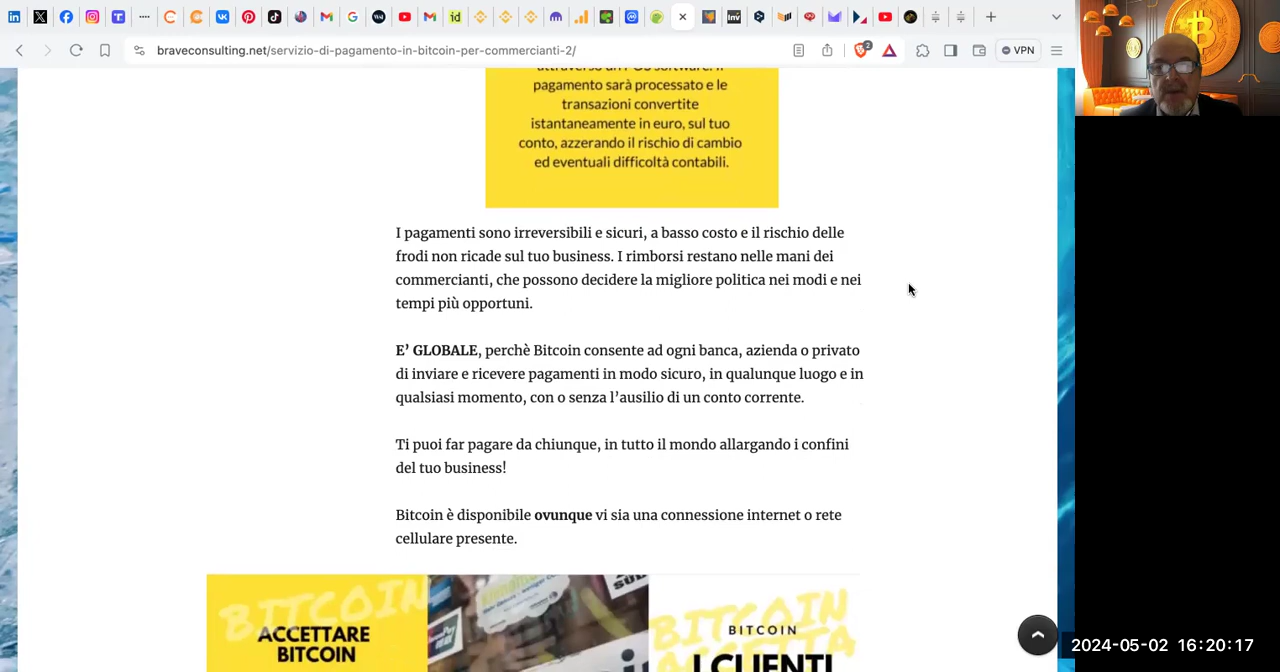 braveconsulting.net/servizio-di-pagamento-in-bitcoin-per-commercianti-2/
2
VPN
pagamento sarà processato e le
transazioni convertite
istantaneamente in euro, sul tuo
conto, azzerando il rischio di cambio
ed eventuali difficoltà contabili.
I pagamenti sono irreversibili e sicuri, a basso costo e il rischio delle
frodi non ricade sul tuo business. I rimborsi restano nelle mani dei
commercianti, che possono decidere la migliore politica nei modi e nei
tempi più opportuni.
E’ GLOBALE, perchè Bitcoin consente ad ogni banca, azienda o privato
di inviare e ricevere pagamenti in modo sicuro, in qualunque luogo e in
qualsiasi momento, con o senza l’ausilio di un conto corrente.
Ti puoi far pagare da chiunque, in tutto il mondo allargando i confini
del tuo business!
Bitcoin è disponibile ovunque vi sia una connessione internet o rete
cellulare presente.
BITCOIN
ACCETTARE
BITCOIN
BITCOIN
BITCOIN
ACCETTA
I CLIENTI
2024-05-02 16:20:17